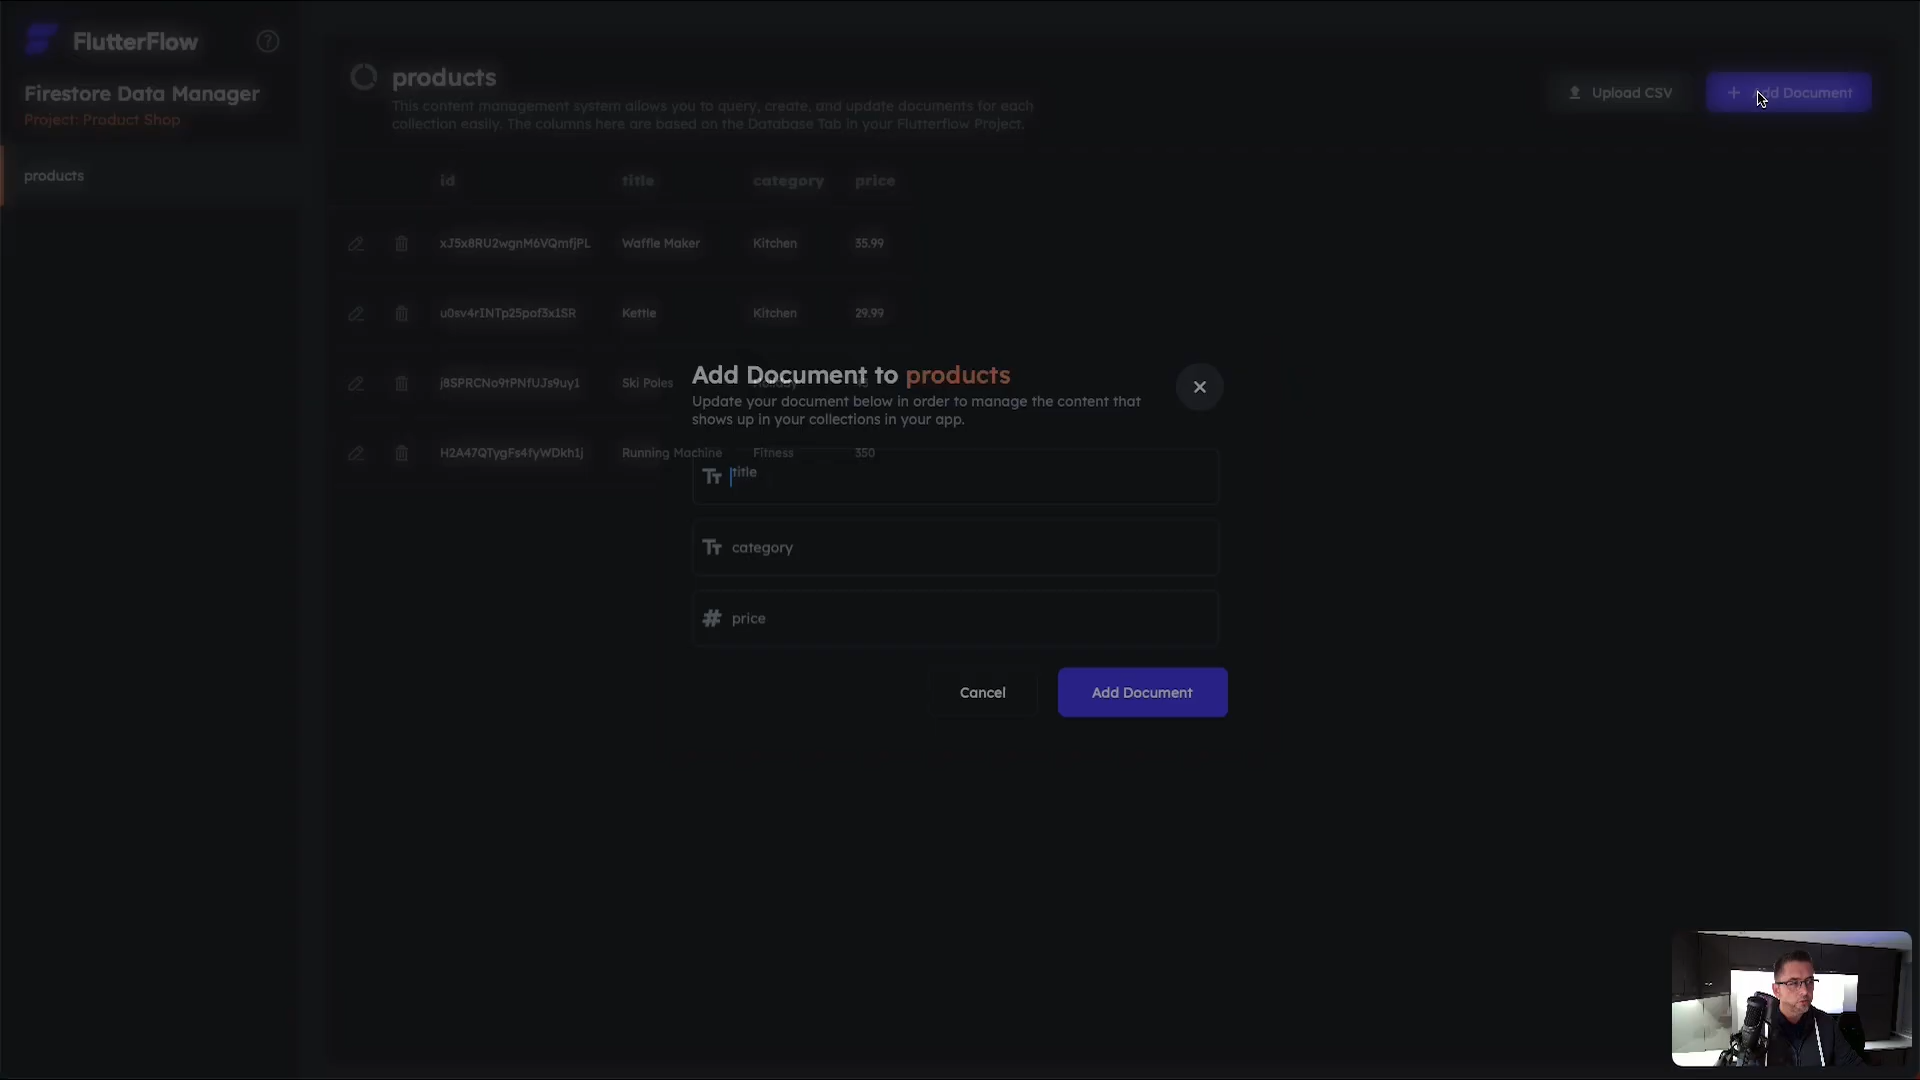 FlutterFlow
Firestore Data Manager
Project: Product Shop
products
products
This content management system allows you to query, create, and update documents for each
collection easily. The columns here are based on the Database Tab in your Flutterflow Project.
Upload CSV
Document
id title category price
xJ5x8RU2wgnM6VQmfjPL Waffle Maker Kitchen 35.99
u0sv4rINTp25pof3x1SR Kettle Kitchen 29.99
j8SPRCNo9tPNfUJs9uy1 Ski Poles
H2A47QTygFs4fyWDkh1j Running Machine Fitness 350
Add Document to products
Update your document below in order to manage the content that
shows up in your collections in your app.
title
category
price
Cancel
Add Document